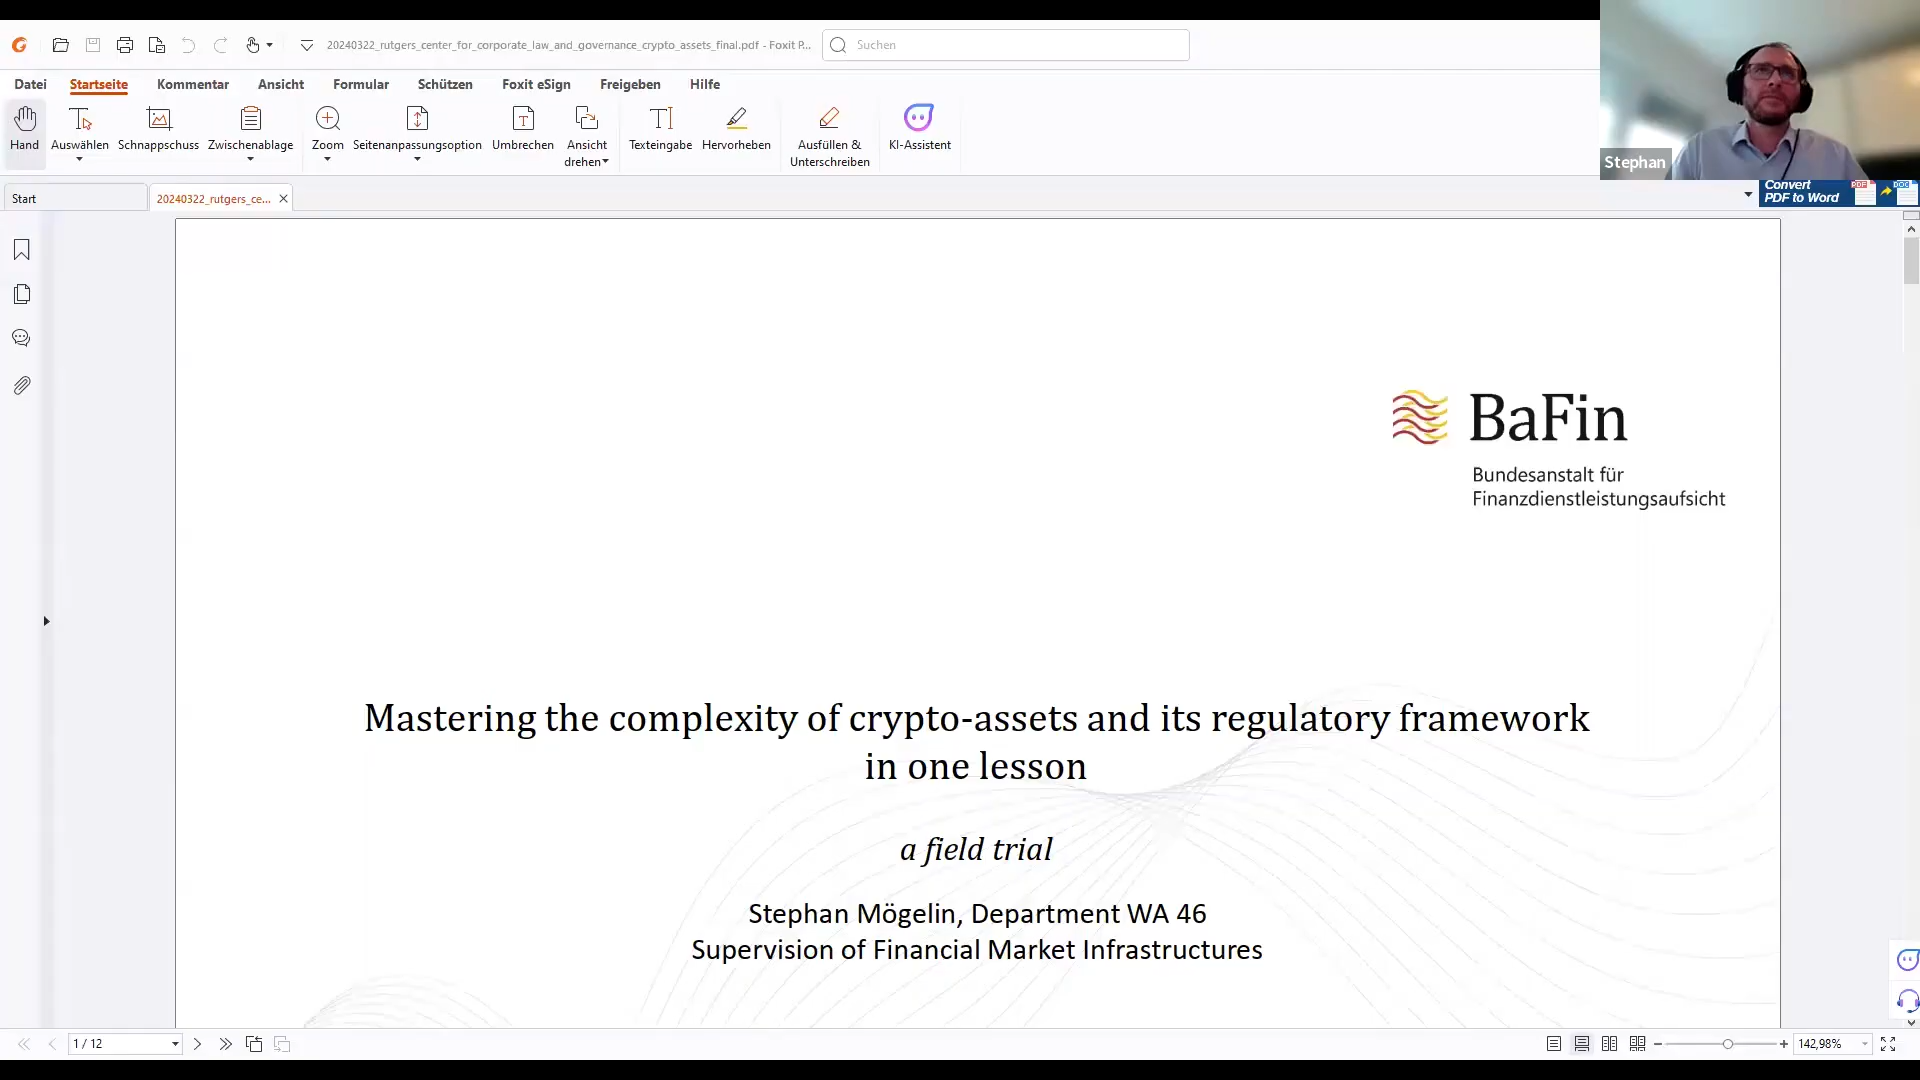 20240322_rutgers_center_for_corporate_law_and_governance_crypto_assets_final.pdf - Foxit P...
Suchen
Datei
Startseite
Kommentar
Ansicht
Formular
Schützen
Foxit eSign
Freigeben
Hilfe
Hand
Auswählen
Schnappschuss
Zwischenablage
Zoom
Seitenanpassungsoption
Umbrechen
Ansicht
drehen
Texteingabe
Hervorheben
Ausfüllen &
Unterschreiben
KI-Assistent
Stephan
Start
20240322_rutgers_ce...
Convert
PDF to Word
PDF
DOC
BaFin
Bundesanstalt für
Finanzdienstleistungsaufsicht
Mastering the complexity of crypto-assets and its regulatory framework
in one lesson
a field trial
Stephan Mögelin, Department WA 46
Supervision of Financial Market Infrastructures
1 / 12
142,98%